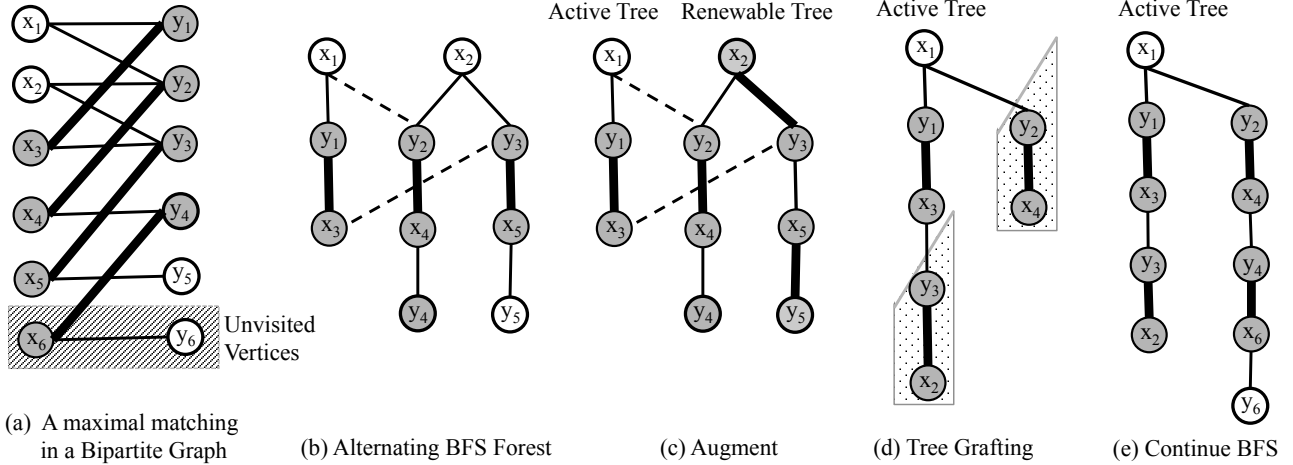 Active Tree Renewable Tree Active Tree Active Tree
x1 y1 x1 x2 x1 x2 x1 x1
x2 y2 y1 y2 y3 y1 y2 y3 y1 y2 y1 y2
x3 y3 x3 x4 x5 x3 x4 x5 x3 x4 x3 x4
x4 y4 y4 y5 y4 y5 y3 y3 y4
x5 y5 x2 x2 x6
x6 y6 Unvisited
Vertices
y6
(a) A maximal matching
in a Bipartite Graph
(b) Alternating BFS Forest
(c) Augment
(d) Tree Grafting
(e) Continue BFS